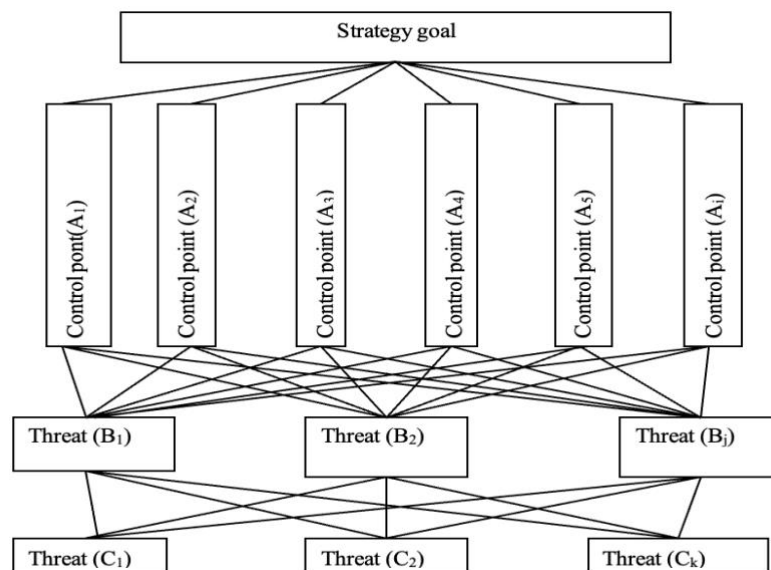 Strategy goal
Control pont(A₁)
Control point (A₂)
Control point (A₃)
Control point (A₄)
Control point (A₅)
Control point (Aᵢ)
Threat (B₁)
Threat (B₂)
Threat (Bⱼ)
Threat (C₁)
Threat (C₂)
Threat (Cₖ)